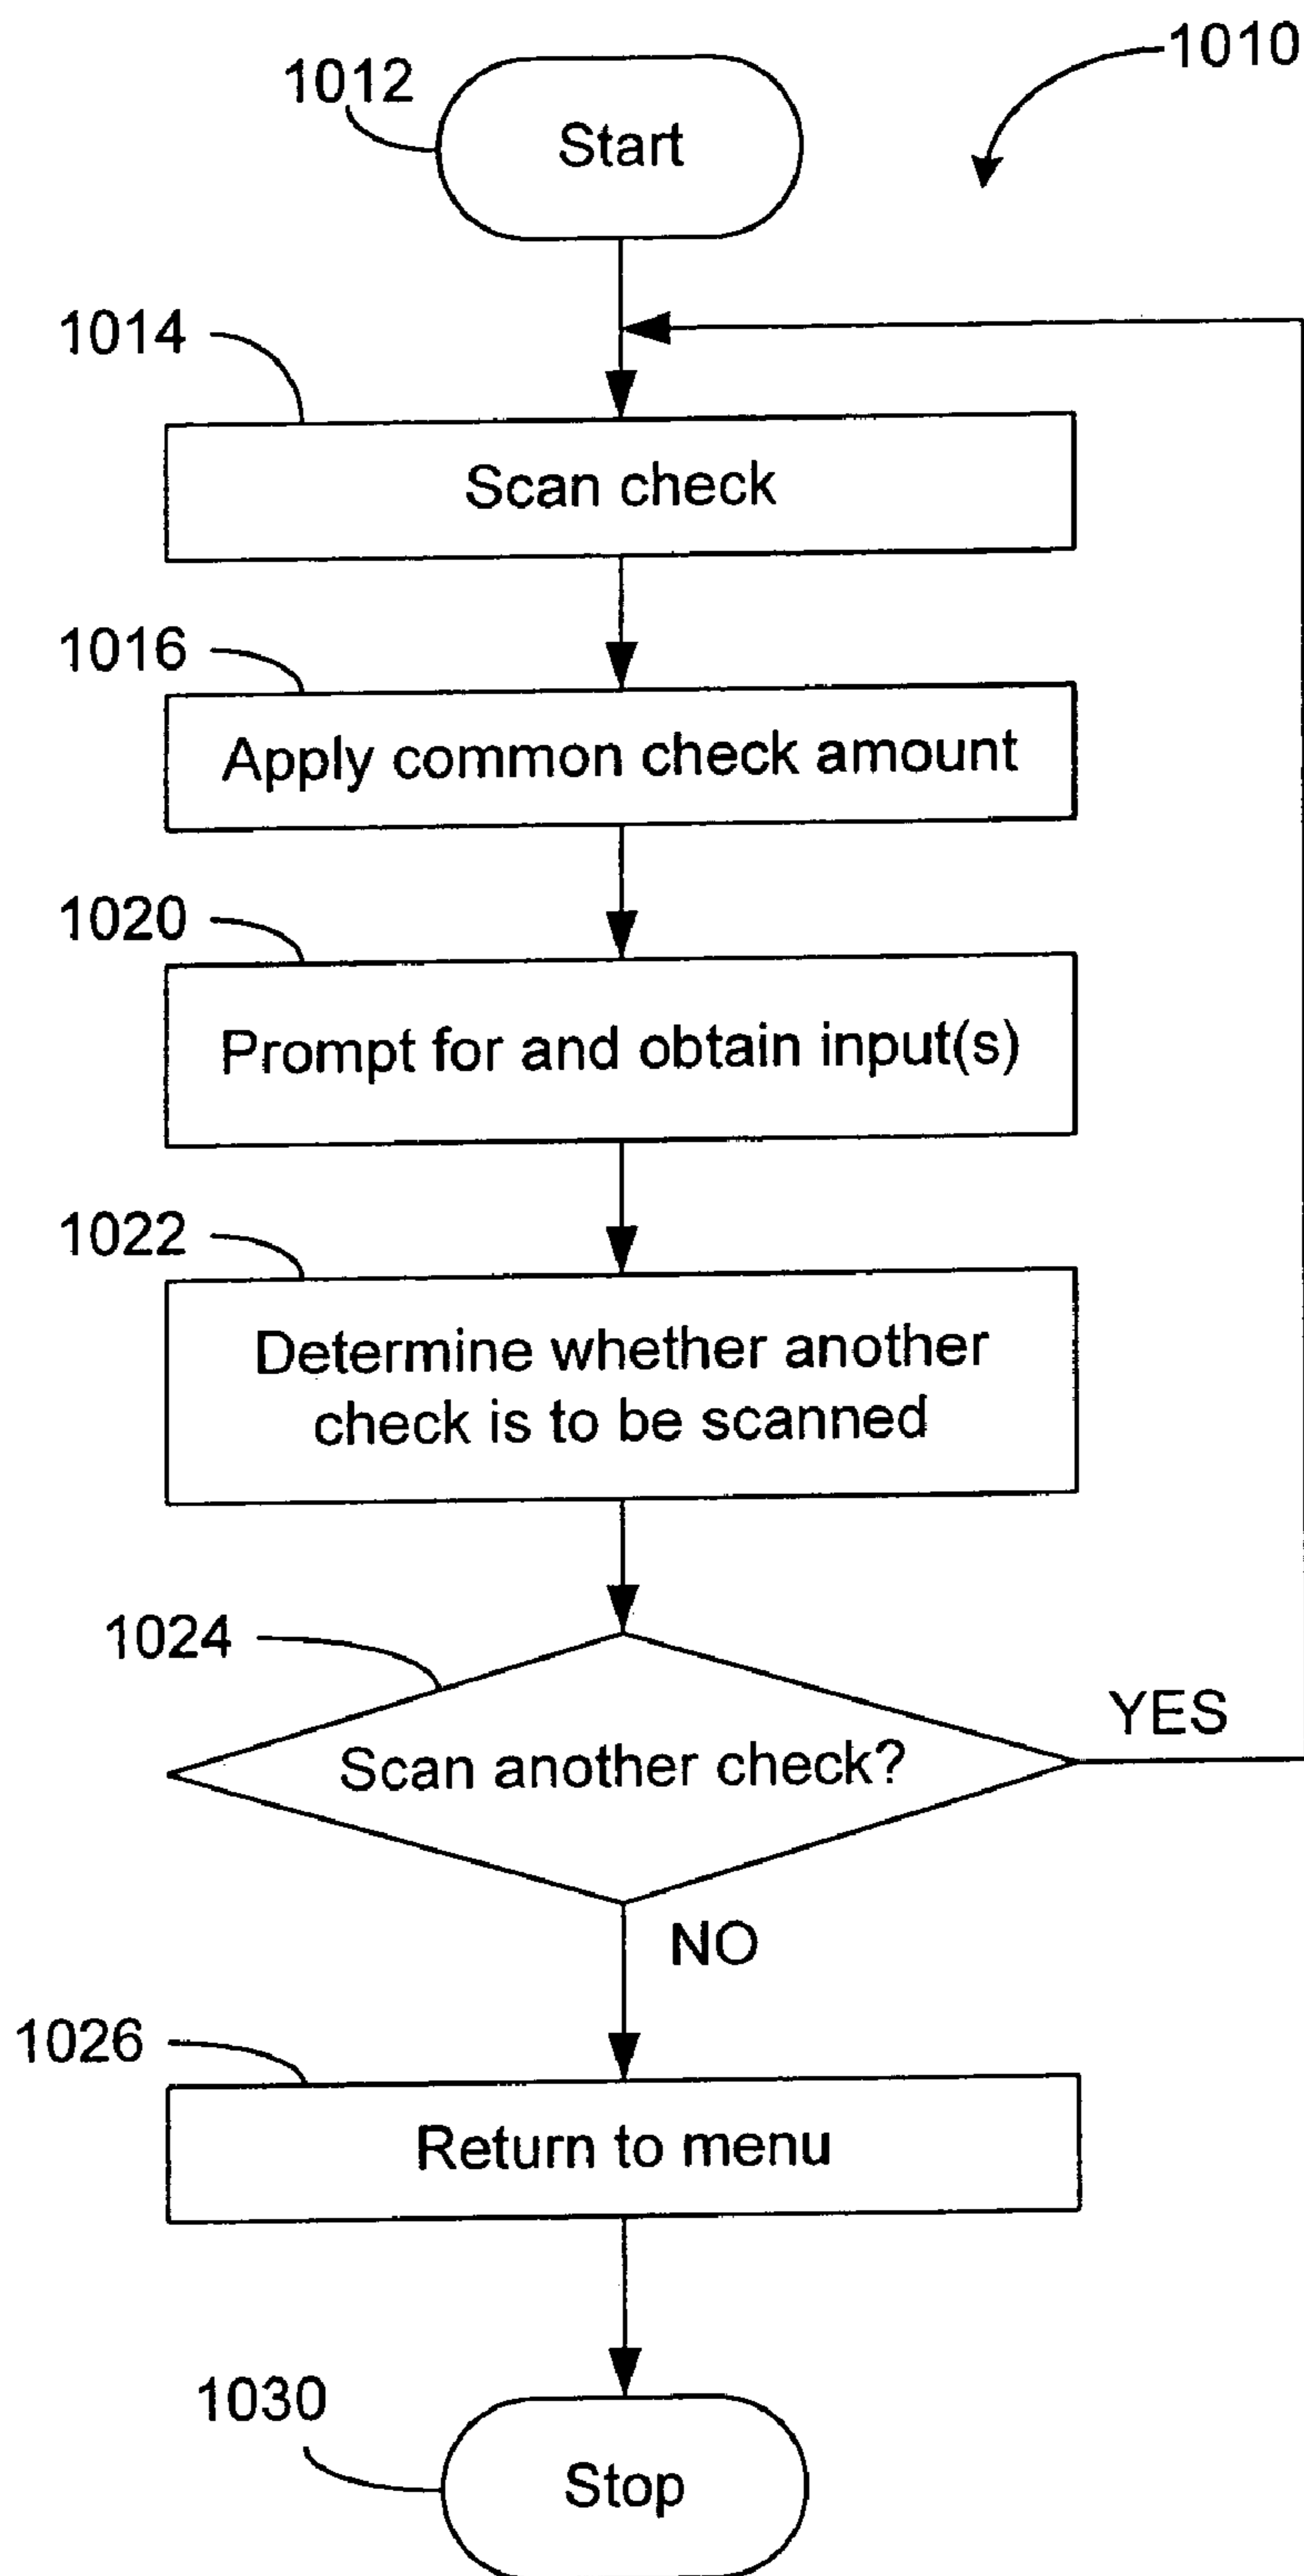 1010
1012
Start
1014
Scan check
1016
Apply common check amount
1020
Prompt for and obtain input(s)
1022
Determine whether another
check is to be scanned
1024
Scan another check?
YES
NO
1026
Return to menu
1030
Stop